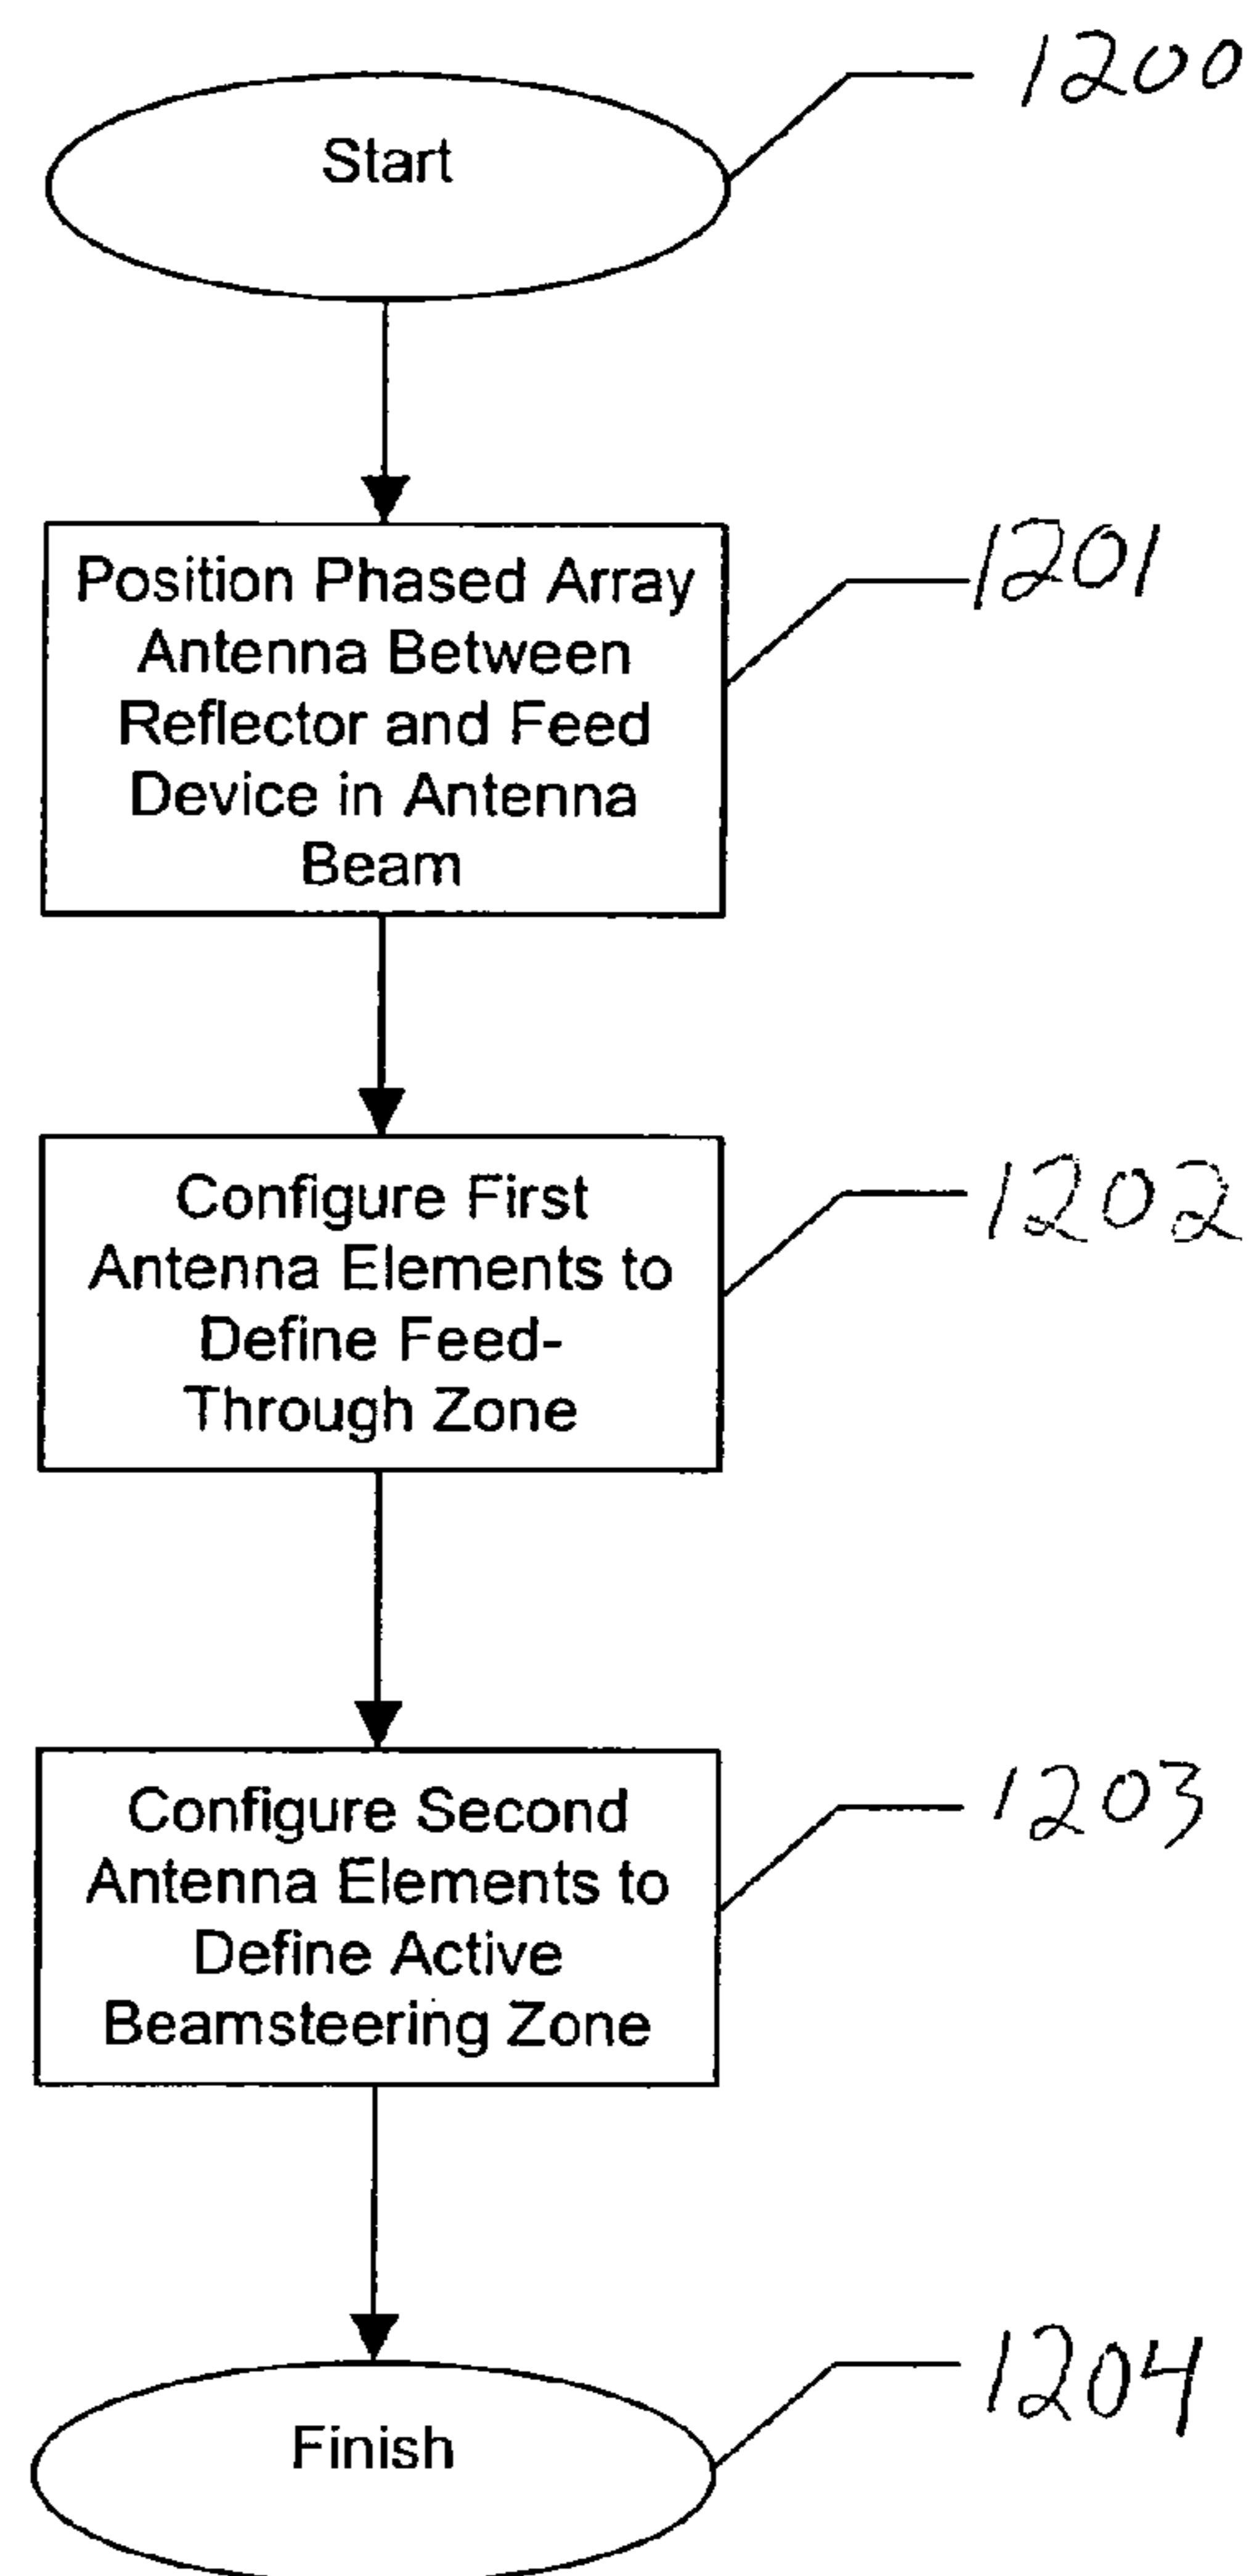 Start
1200
Position Phased Array
Antenna Between
Reflector and Feed
Device in Antenna
Beam
1201
Configure First
Antenna Elements to
Define Feed-
Through Zone
1202
Configure Second
Antenna Elements to
Define Active
Beamsteering Zone
1203
Finish
1204